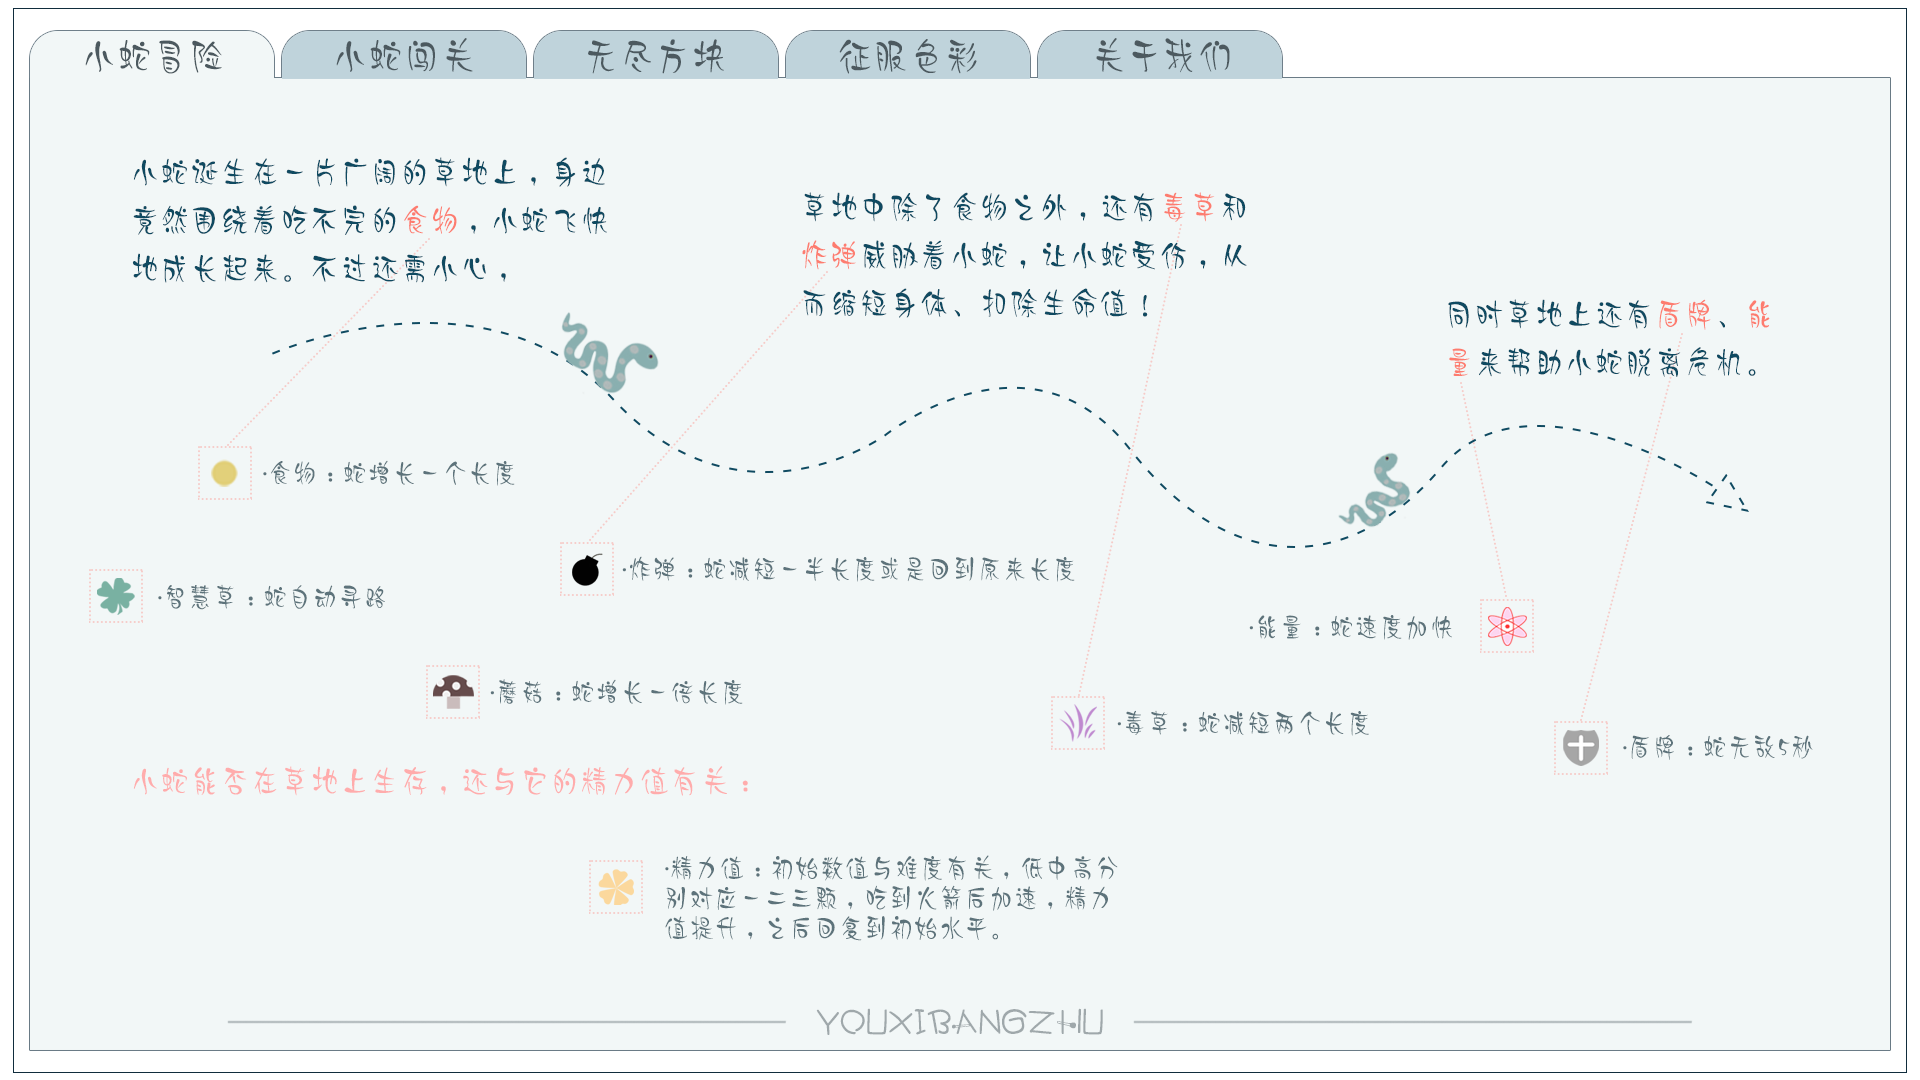 小蛇冒险
小蛇闯关
无尽方块
征服色彩
关于我们
小蛇诞生在一片广阔的草地上，身边
竟然围绕着吃不完的食物，小蛇飞快
地成长起来。不过还需小心，
草地中除了食物之外，还有毒草和
炸弹威胁着小蛇，让小蛇受伤，从
而缩短身体、扣除生命值！
同时草地上还有盾牌、能
量来帮助小蛇脱离危机。
·食物：蛇增长一个长度
·炸弹：蛇减短一半长度或是回到原来长度
·智慧草：蛇自动寻路
·能量：蛇速度加快
·蘑菇：蛇增长一倍长度
·毒草：蛇减短两个长度
·盾牌：蛇无敌5秒
小蛇能否在草地上生存，还与它的精力值有关：
·精力值：初始数值与难度有关，低中高分
别对应一二三颗，吃到火箭后加速，精力
值提升，之后回复到初始水平。
YOUXIBANGZHU